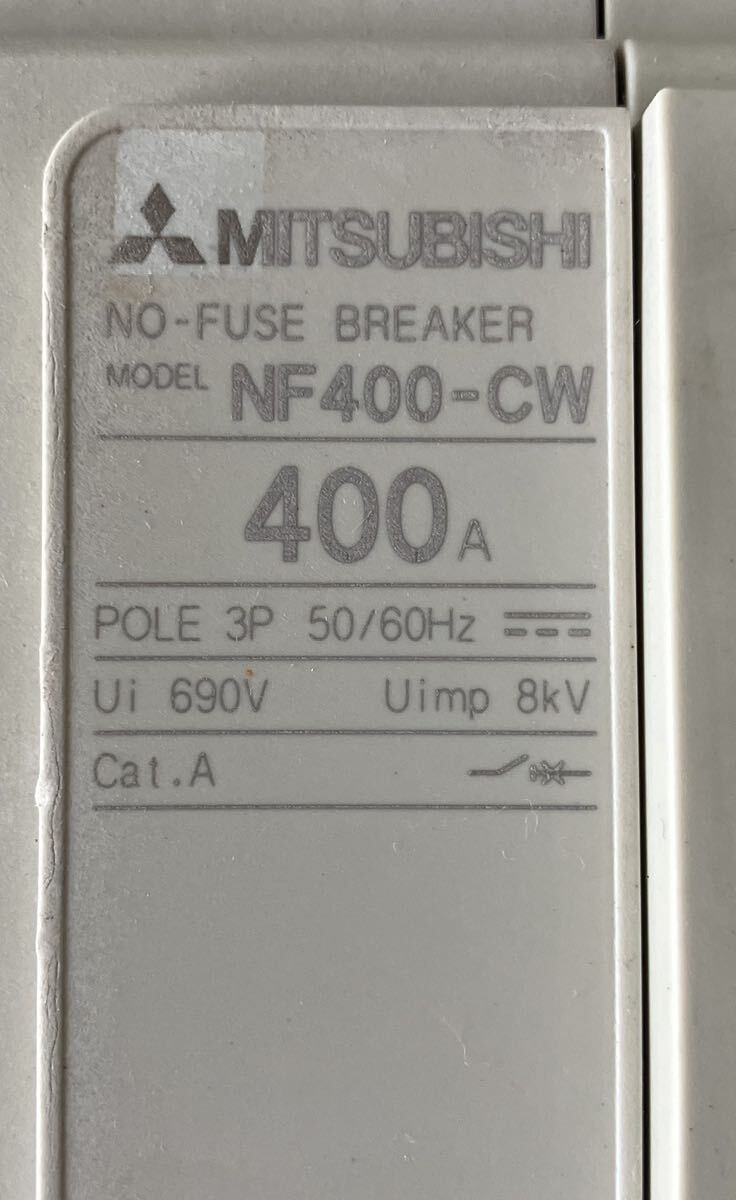 MITSUBISHI
NO-FUSE BREAKER
MODEL NF400-CW
400A
POLE 3P 50/60Hz
Ui 690V Uimp 8kV
Cat.A